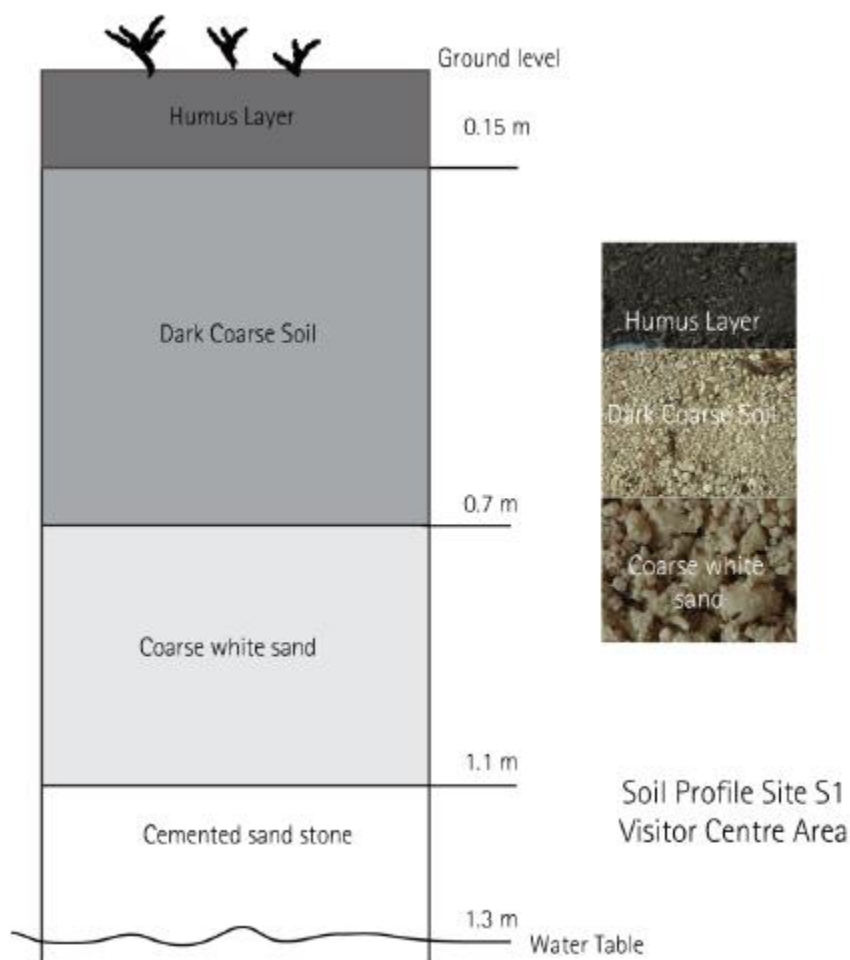 Ground level
Humus Layer
0.15 m
Dark Coarse Soil
0.7 m
Coarse white sand
1.1 m
Cemented sand stone
1.3 m
Water Table
Humus Layer
Dark Coarse Soil
Coarse white
sand
Soil Profile Site S1
Visitor Centre Area